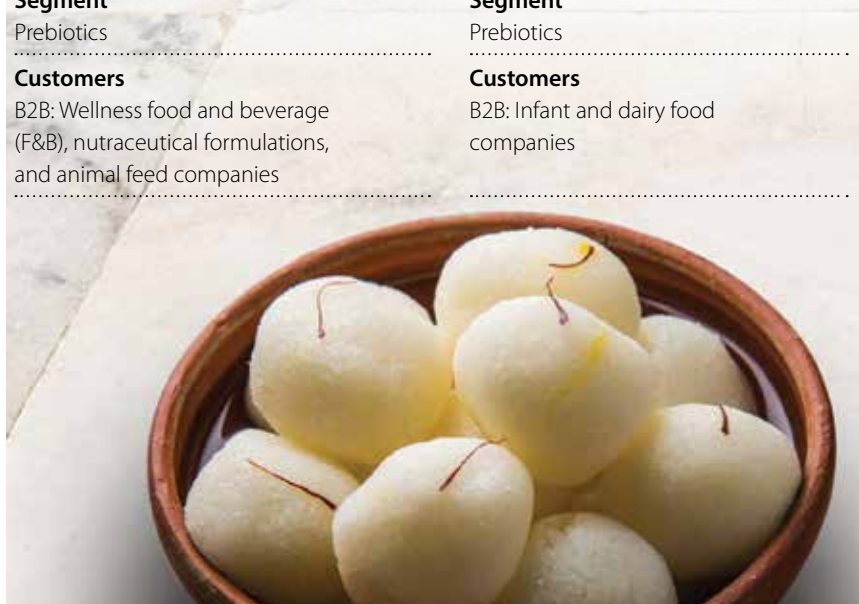 Segment
Prebiotics
Customers
B2B: Wellness food and beverage
(F&B), nutraceutical formulations,
and animal feed companies
Segment
Prebiotics
Customers
B2B: Infant and dairy food
companies